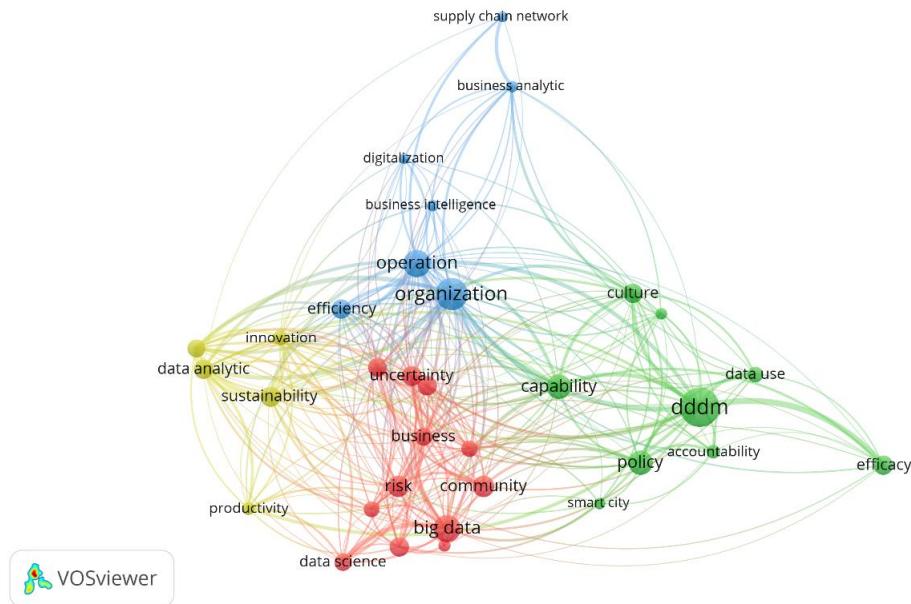 supply chain network
business analytic
digitalization
business intelligence
operation
organization
culture
efficiency
innovation
data analytic
uncertainty
data use
capability
sustainability
dddm
business
accountability
policy
efficacy
risk
community
smart city
productivity
big data
data science
VOSviewer